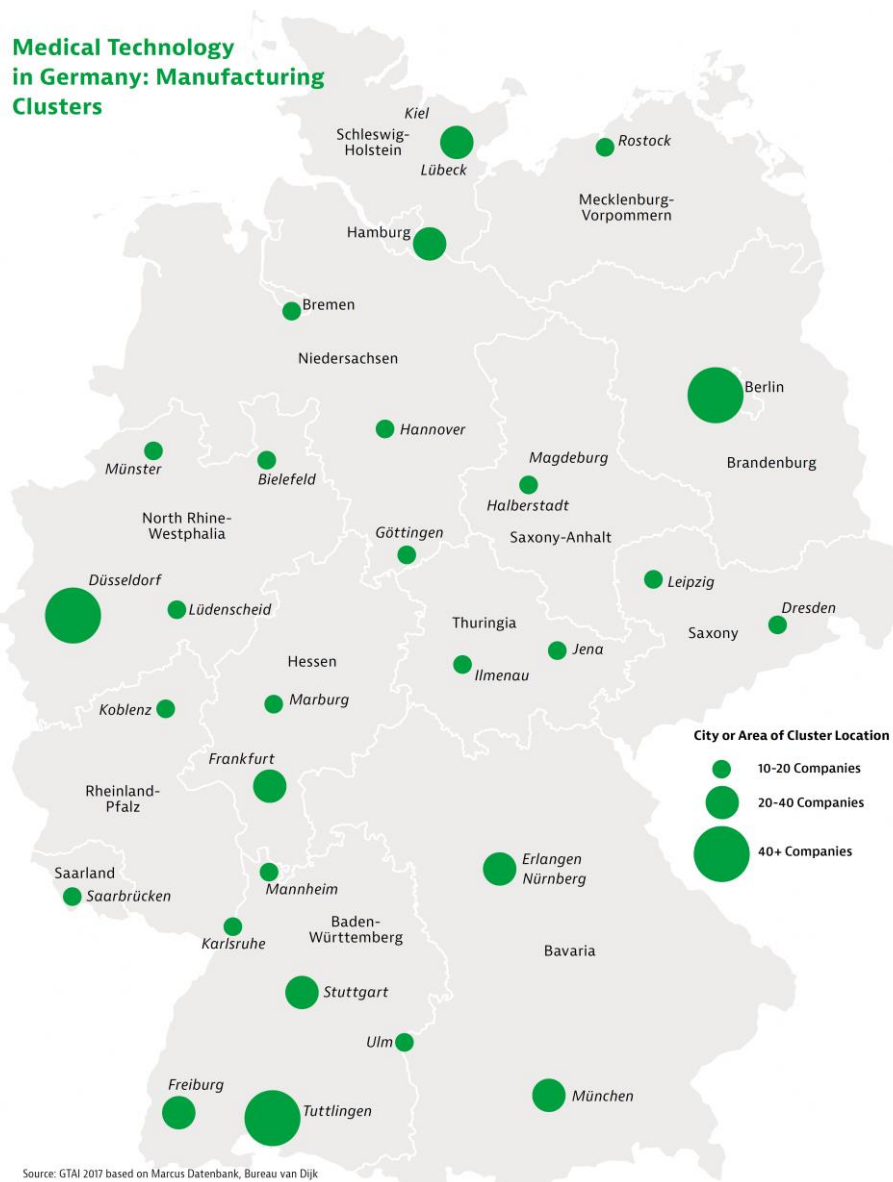 Medical Technology
in Germany: Manufacturing
Clusters
Kiel
Schleswig-
Holstein
Lübeck
Rostock
Mecklenburg-
Vorpommern
Hamburg
Bremen
Niedersachsen
Berlin
Hannover
Münster
Bielefeld
Magdeburg
Halberstadt
Brandenburg
North Rhine-
Westphalia
Göttingen
Saxony-Anhalt
Düsseldorf
Lüdenscheid
Leipzig
Dresden
Thuringia
Saxony
Jena
Ilmenau
Hessen
Marburg
Koblenz
Frankfurt
City or Area of Cluster Location
10-20 Companies
20-40 Companies
40+ Companies
Rheinland-
Pfalz
Saarland
Saarbrücken
Mannheim
Erlangen
Nürnberg
Karlsruhe
Baden-
Württemberg
Bavaria
Stuttgart
Ulm
Freiburg
Tuttlingen
München
Source: GTAI 2017 based on Marcus Datenbank, Bureau van Dijk